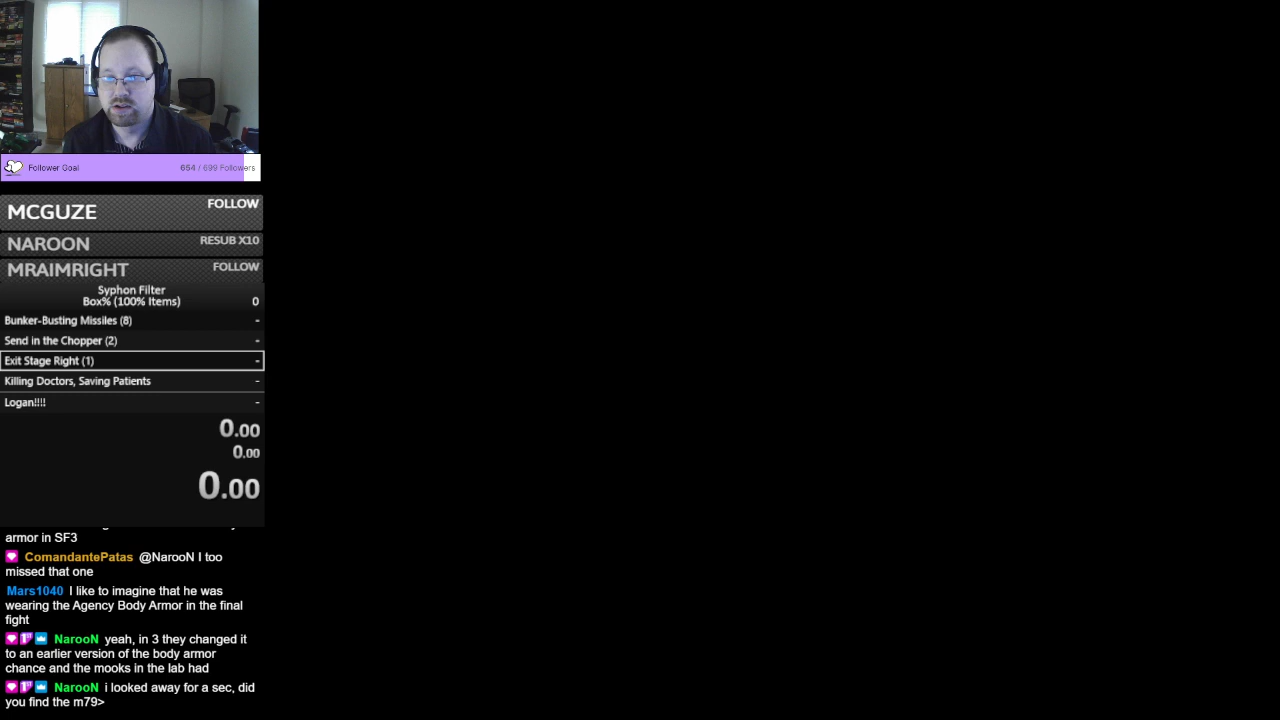 Follower Goal 654 / 699 Followers
MCGUZE FOLLOW
NAROON RESUB X10
MRAIMRIGHT FOLLOW
Syphon Filter
Box% (100% Items) 0
Bunker-Busting Missiles (8) -
Send in the Chopper (2) -
Exit Stage Right (1) -
Killing Doctors, Saving Patients -
Logan!!!! -
0.00
0.00
0.00
armor in SF3
ComandantePatas @NarooN I too
missed that one
Mars1040 I like to imagine that he was
wearing the Agency Body Armor in the final
fight
NarooN yeah, in 3 they changed it
to an earlier version of the body armor
chance and the mooks in the lab had
NarooN i looked away for a sec, did
you find the m79>